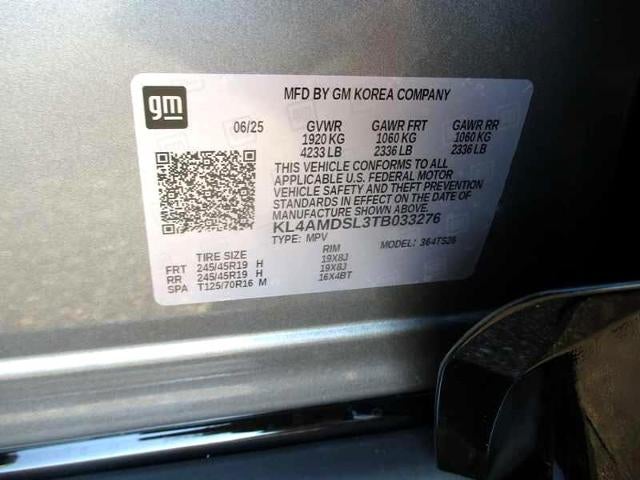 gm
MFD BY GM KOREA COMPANY
06/25 GVWR GAWR FRT GAWR RR
1920 KG 1060 KG 1060 KG
4233 LB 2336 LB 2336 LB
THIS VEHICLE CONFORMS TO ALL
APPLICABLE U.S. FEDERAL MOTOR
VEHICLE SAFETY AND THEFT PREVENTION
STANDARDS IN EFFECT ON THE DATE OF
MANUFACTURE SHOWN ABOVE.
KL4AMDSL3TB033276
TYPE: MPV MODEL: 364TS26
TIRE SIZE RIM
FRT 245/45R19 H 19X8J
RR 245/45R19 H 19X8J
SPA T125/70R16 M 16X4BT